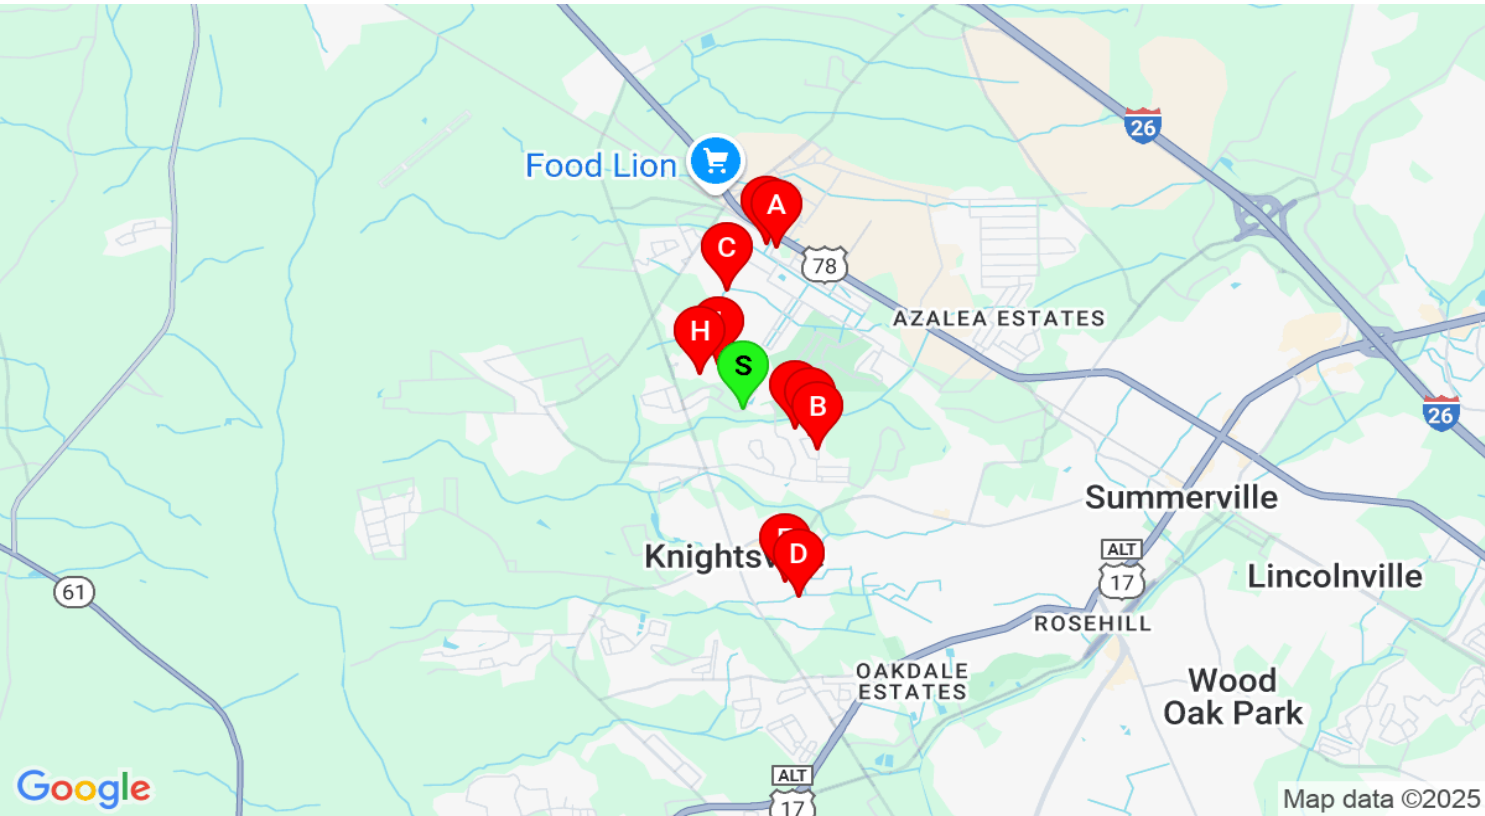 26
Food Lion
A
C
78
AZALEA ESTATES
H
S
B
26
Summerville
D
ALT
17
61
Lincolnville
ROSEHILL
OAKDALE
ESTATES
Wood
Oak Park
ALT
17
Google
Map data ©2025